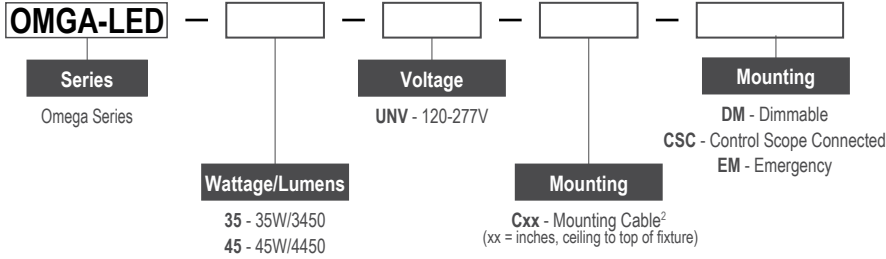 OMGA-LED – – – –
Series
Omega Series
Wattage/Lumens
35 - 35W/3450
45 - 45W/4450
Voltage
UNV - 120-277V
Mounting
Cxx - Mounting Cable²
(xx = inches, ceiling to top of fixture)
Mounting
DM - Dimmable
CSC - Control Scope Connected
EM - Emergency